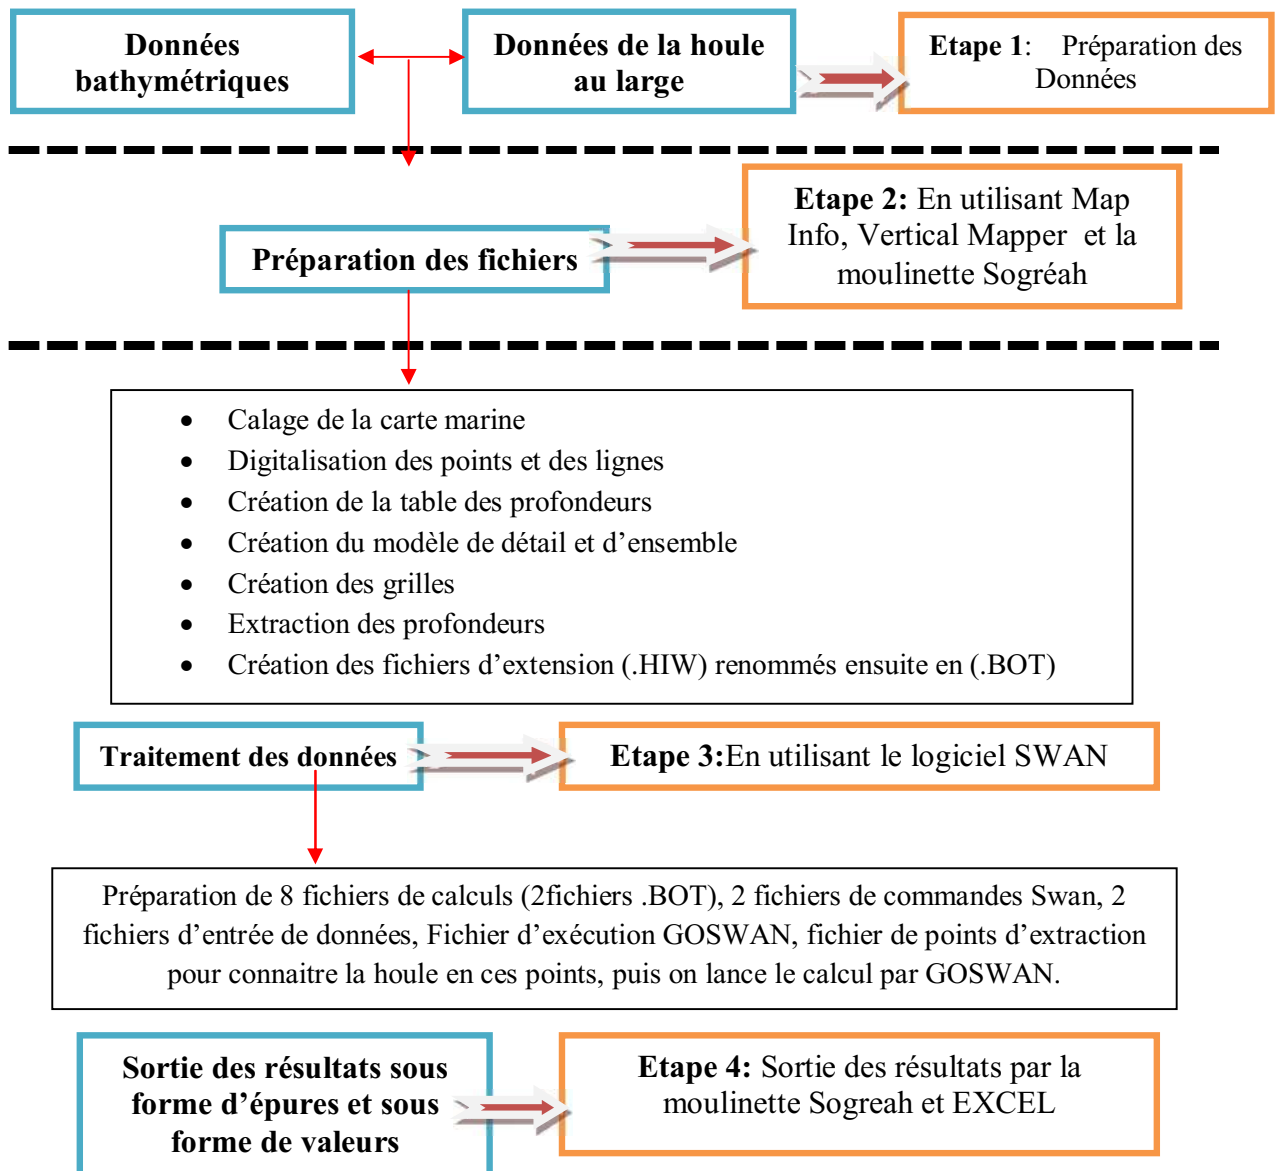 Données
bathymétriques
Données de la houle
au large
Etape 1: Préparation des
Données
Préparation des fichiers
Etape 2: En utilisant Map
Info, Vertical Mapper et la
moulinette Sogréah
• Calage de la carte marine
• Digitalisation des points et des lignes
• Création de la table des profondeurs
• Création du modèle de détail et d’ensemble
• Création des grilles
• Extraction des profondeurs
• Création des fichiers d’extension (.HIW) renommés ensuite en (.BOT)
Traitement des données
Etape 3:En utilisant le logiciel SWAN
Préparation de 8 fichiers de calculs (2fichiers .BOT), 2 fichiers de commandes Swan, 2
fichiers d’entrée de données, Fichier d’exécution GOSWAN, fichier de points d’extraction
pour connaitre la houle en ces points, puis on lance le calcul par GOSWAN.
Sortie des résultats sous
forme d’épures et sous
forme de valeurs
Etape 4: Sortie des résultats par la
moulinette Sogreah et EXCEL